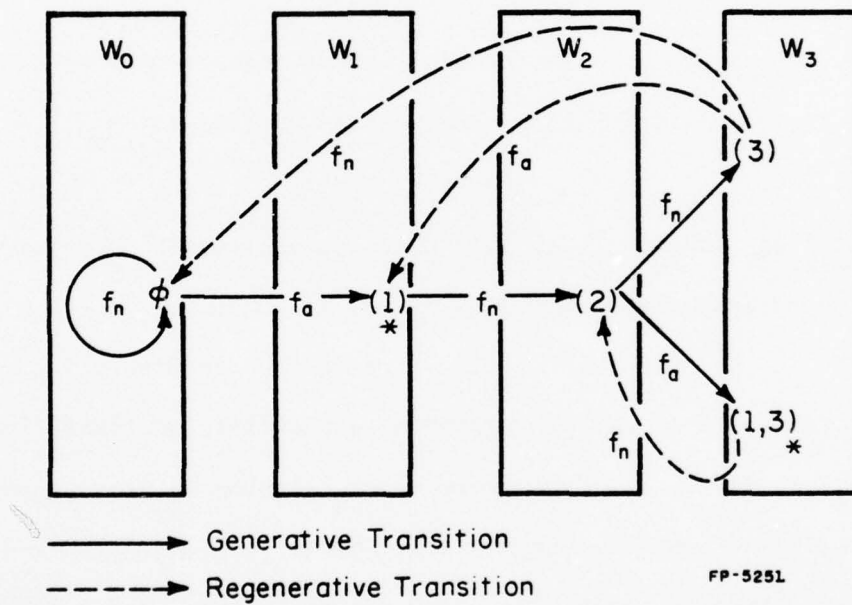 W0 W1 W2 W3
fn
fa
(3)
fn
fn ϕ fa (1) fn (2)
*
fa
(1,3)
fn
*
Generative Transition
Regenerative Transition
FP-5251